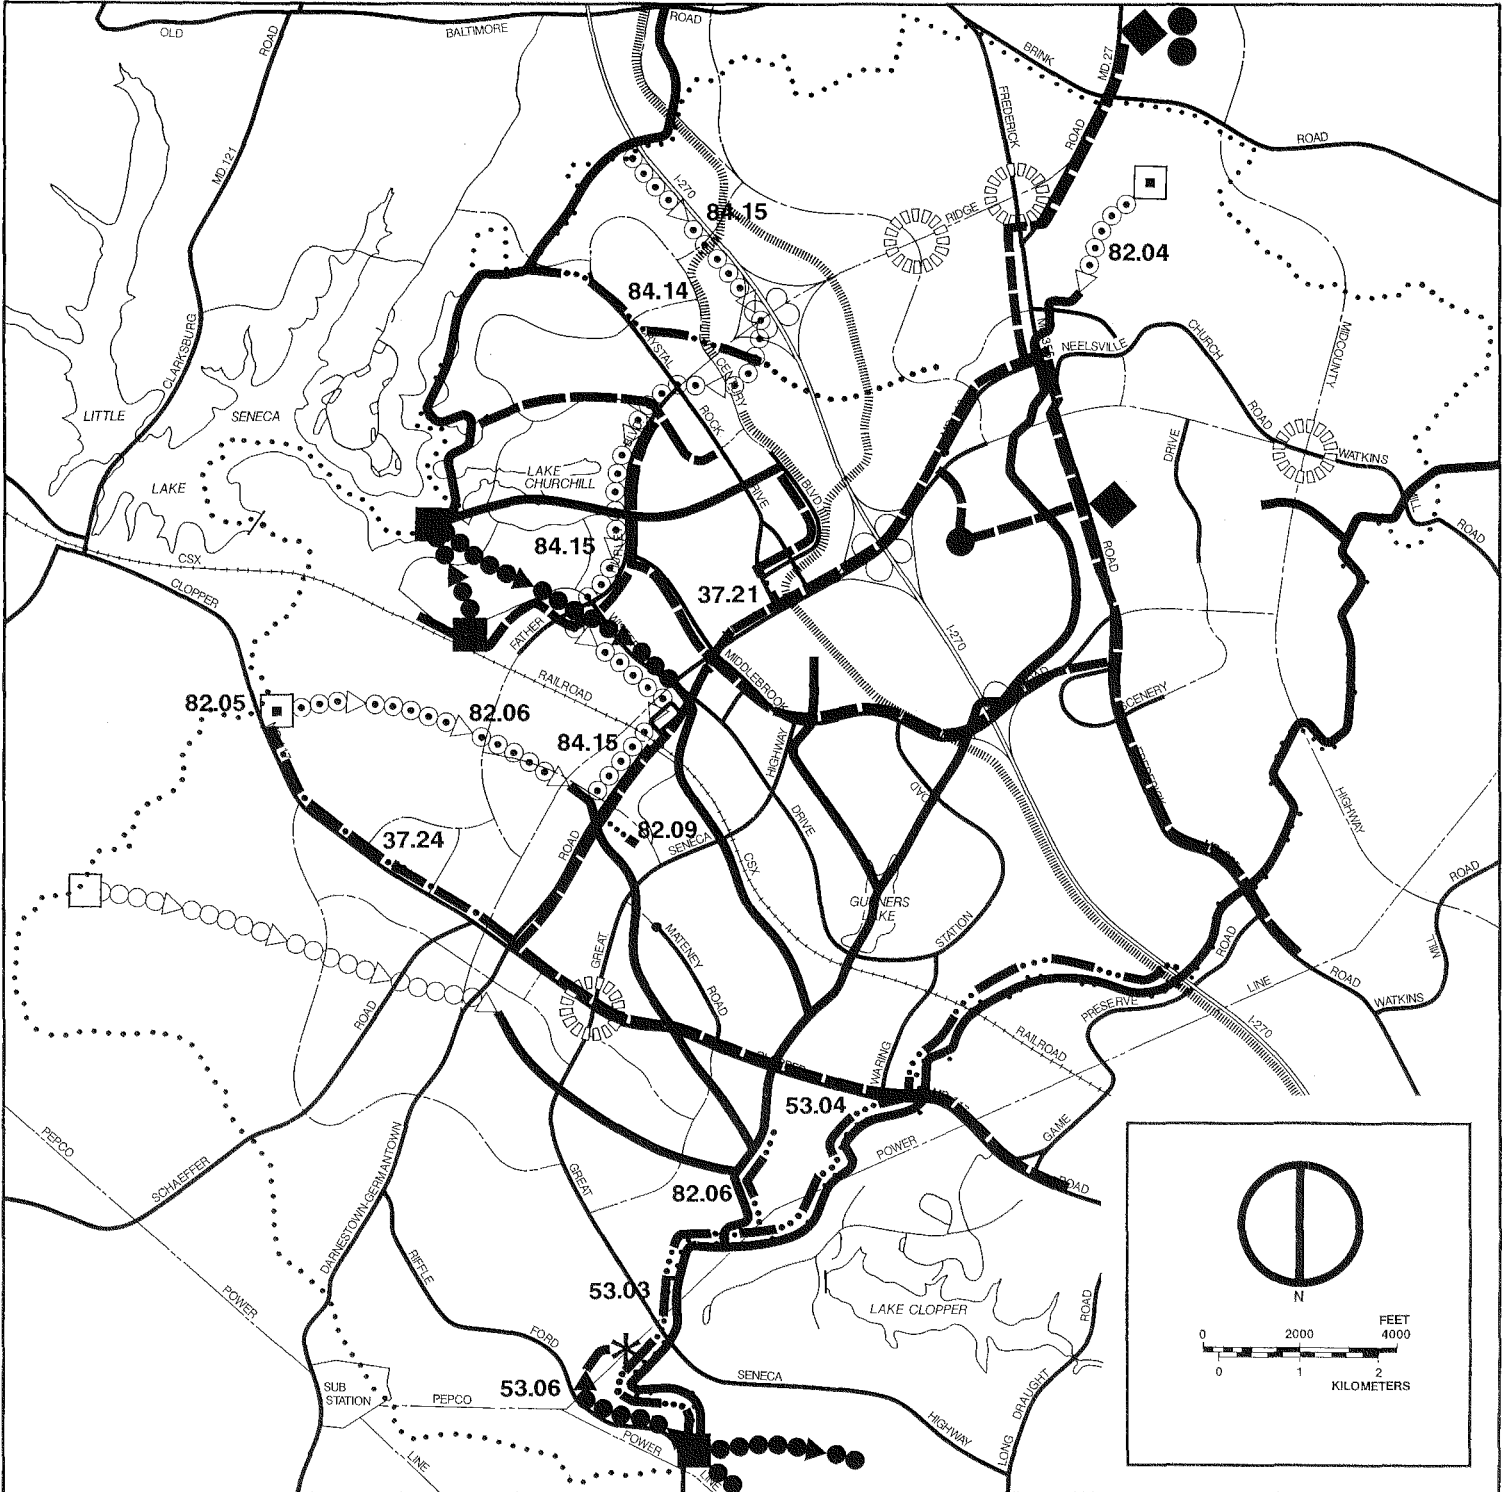 OLD
ROAD
BALTIMORE
ROAD
BRINK
MD. 27
FREDERICK
ROAD
ROAD
MD 121
I-270
84.15
RIDGE
82.04
84.14
CLARKSBURG
CRYSTAL
CENTURY
NEELSVILLE
CHURCH
MIDCOUNTY
LITTLE
SENECA
LAKE
ROCK
ROAD
DRIVE
WATKINS
MILL
ROAD
LAKE
CHURCHILL
BLVD.
CSX
CLOPPER
84.15
ROAD
37.21
FATHER
I-270
RAILROAD
MIDDLEBROOK
SCENERY
82.05
82.06
84.15
HIGHWAY
ROAD
FREDERICK
DRIVE
HIGHWAY
37.24
ROAD
82.09
SENECA
CSX
ROAD
GUNNERS
LAKE
STATION
MATENEY
ROAD
GREAT
ROAD
ROAD
MILL
ROAD
WATKINS
LINE
PRESERVE
I-270
RAILROAD
WARING
CLOPPER
53.04
GAME
POWER
ROAD
PEPCO
SCHAEFFER
DARNESTOWN-GERMANTOWN
GREAT
82.06
RIFFLE
POWER
53.03
LAKE CLOPPER
ROAD
FORD
SENECA
HIGHWAY
DRAUGHT
LONG
53.06
SUB
STATION
PEPCO
POWER
LINE
LINE
N
FEET
0 2000 4000
0 1 2
KILOMETERS